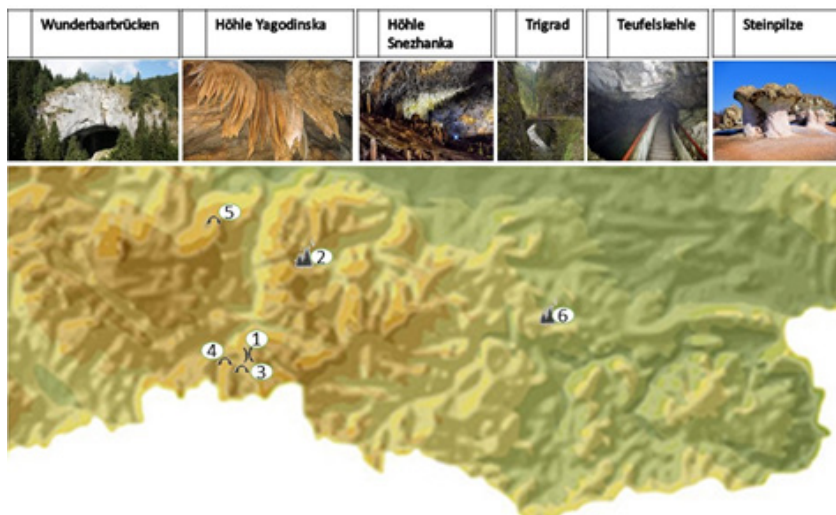 Wunderbarbrücken
Höhle Yagodinska
Höhle
Snezhanka
Trigrad
Teufelskehle
Steinpilze
5
2
6
1
4
3